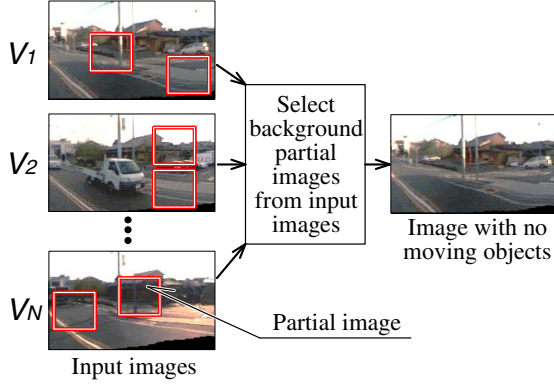 V1
V2
VN
Select
background
partial
images
from input
images
Image with no
moving objects
Partial image
Input images